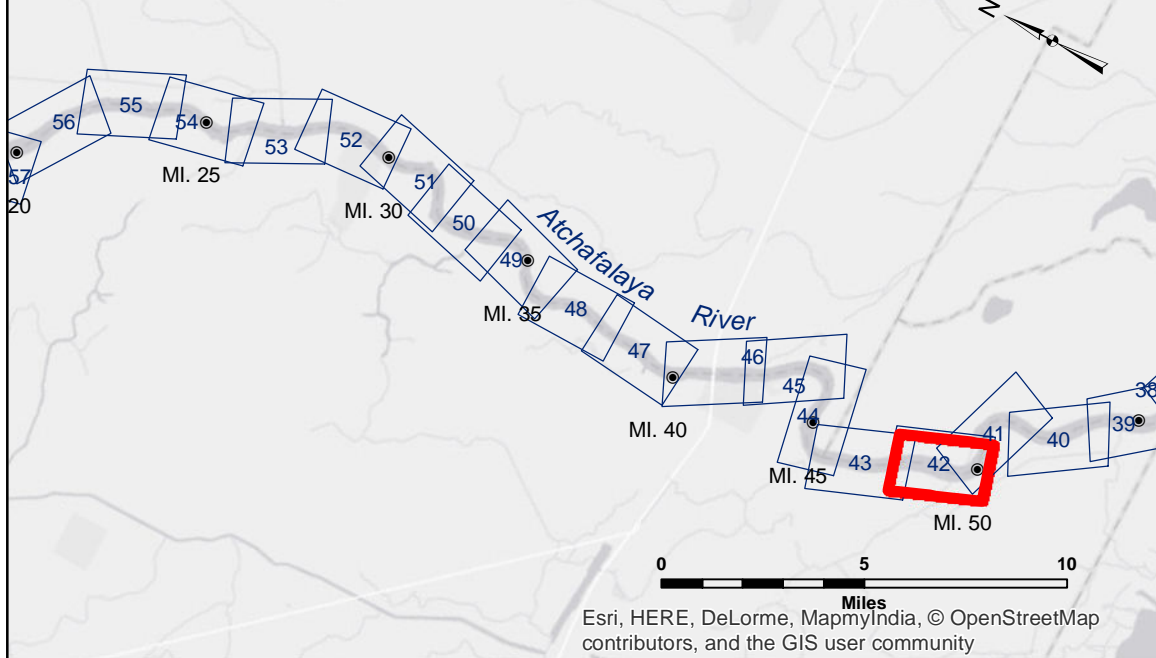 N
55
56
54
52
53
57
MI. 25
51
20
MI. 30
50
49
Atchafalaya
MI. 35
48
River
47
46
45
38
44
41
39
40
MI. 40
42
43
MI. 45
MI. 50
0 5 10
Miles
Esri, HERE, DeLorme, MapmyIndia, © OpenStreetMap
contributors, and the GIS user community